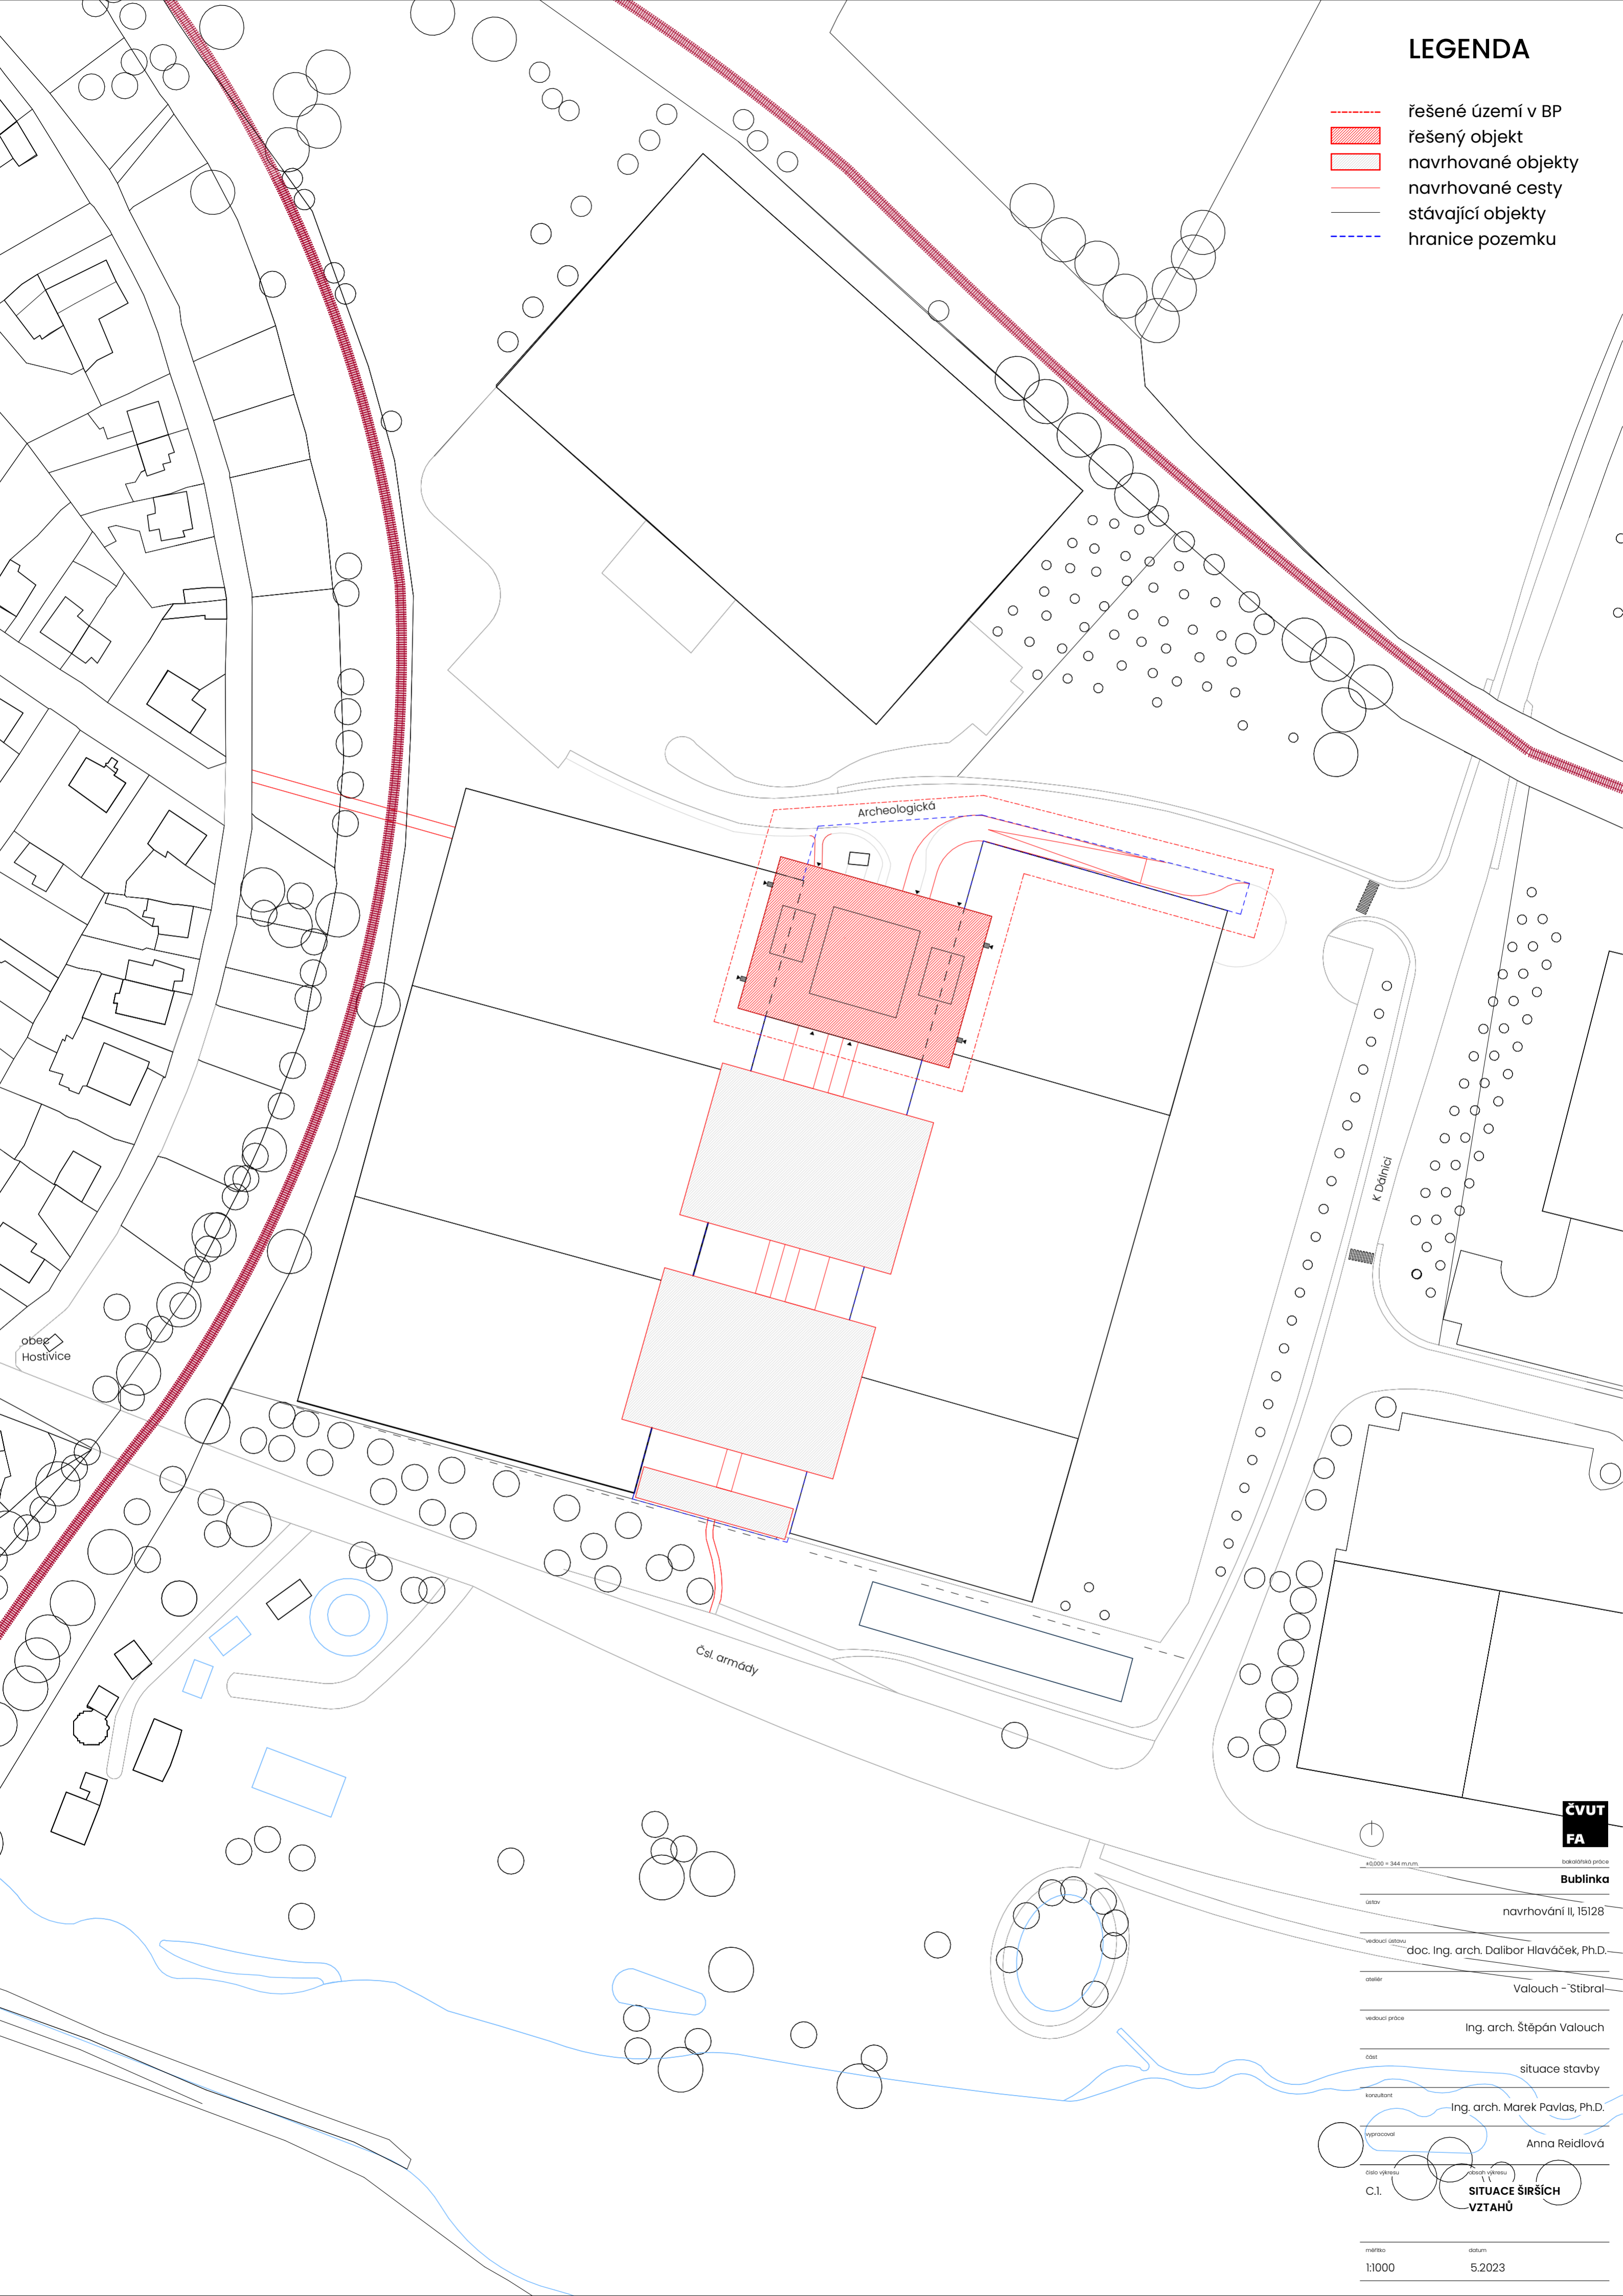 LEGENDA
řešené území v BP
řešený objekt
navrhované objekty
navrhované cesty
stávající objekty
hranice pozemku
Archeologická
K Dálnici
obec
Hostivice
Čsl. armády
ČVUT
FA
±0,000 = 344 m.n.m.
bakalářská práce
Bublinka
ústav
navrhování II, 15128
vedoucí ústavu
doc. Ing. arch. Dalibor Hlaváček, Ph.D.
ateliér
Valouch - Stibral
vedoucí práce
Ing. arch. Štěpán Valouch
část
situace stavby
konzultant
Ing. arch. Marek Pavlas, Ph.D.
vypracoval
Anna Reidlová
číslo výkresu
obsah výkresu
C.1.
SITUACE ŠIRŠÍCH
VZTAHŮ
měřítko
datum
1:1000
5.2023